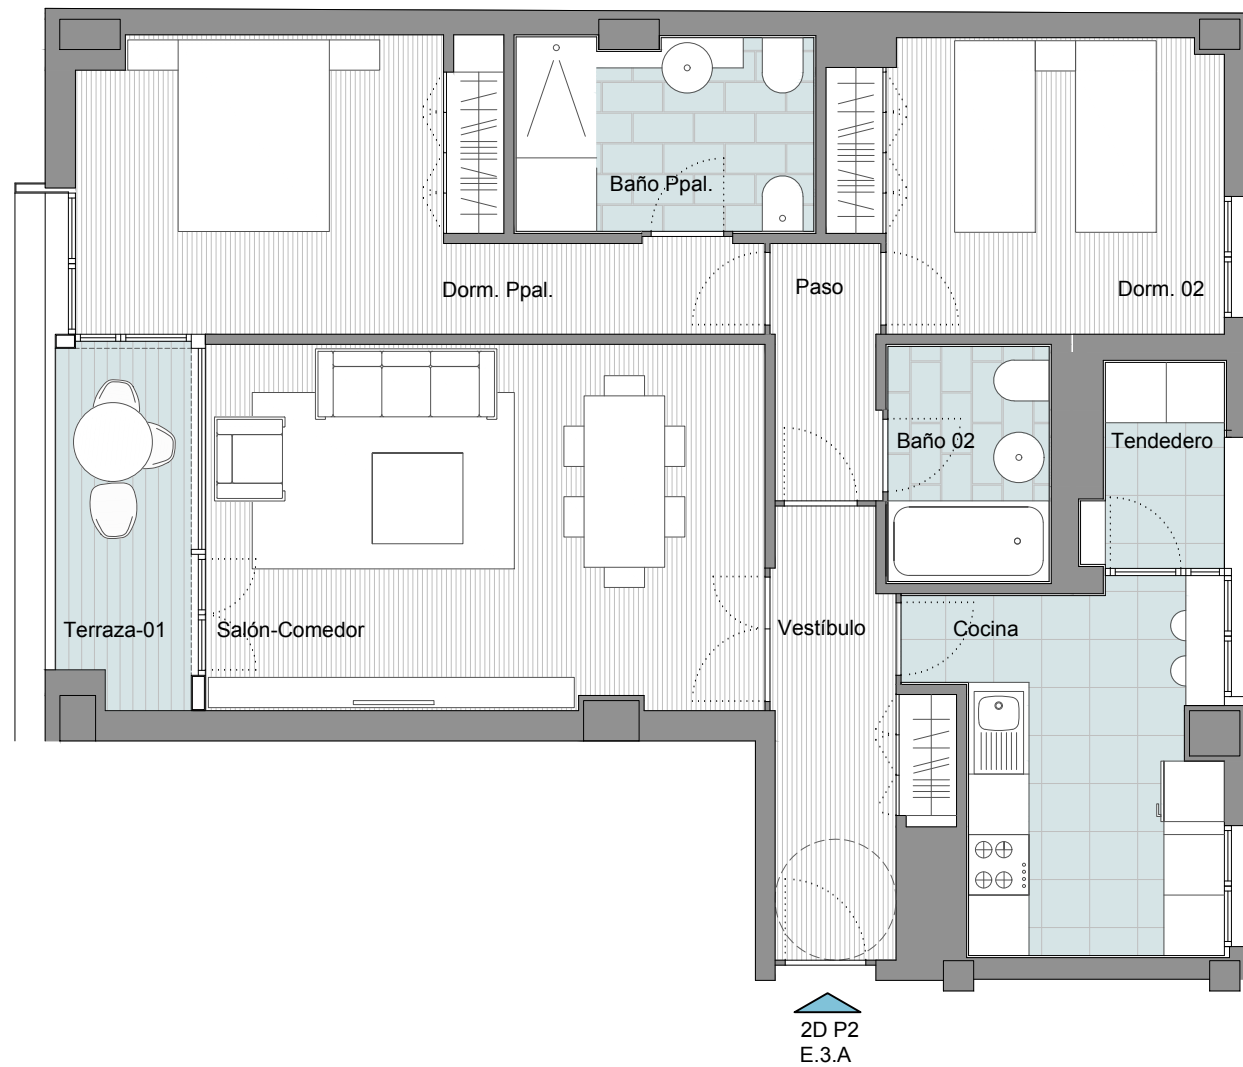 Baño Ppal.
Dorm. Ppal.
Paso
Dorm. 02
Baño 02
Tendedero
Terraza-01
Salón-Comedor
Vestíbulo
Cocina
2D P2
E.3.A